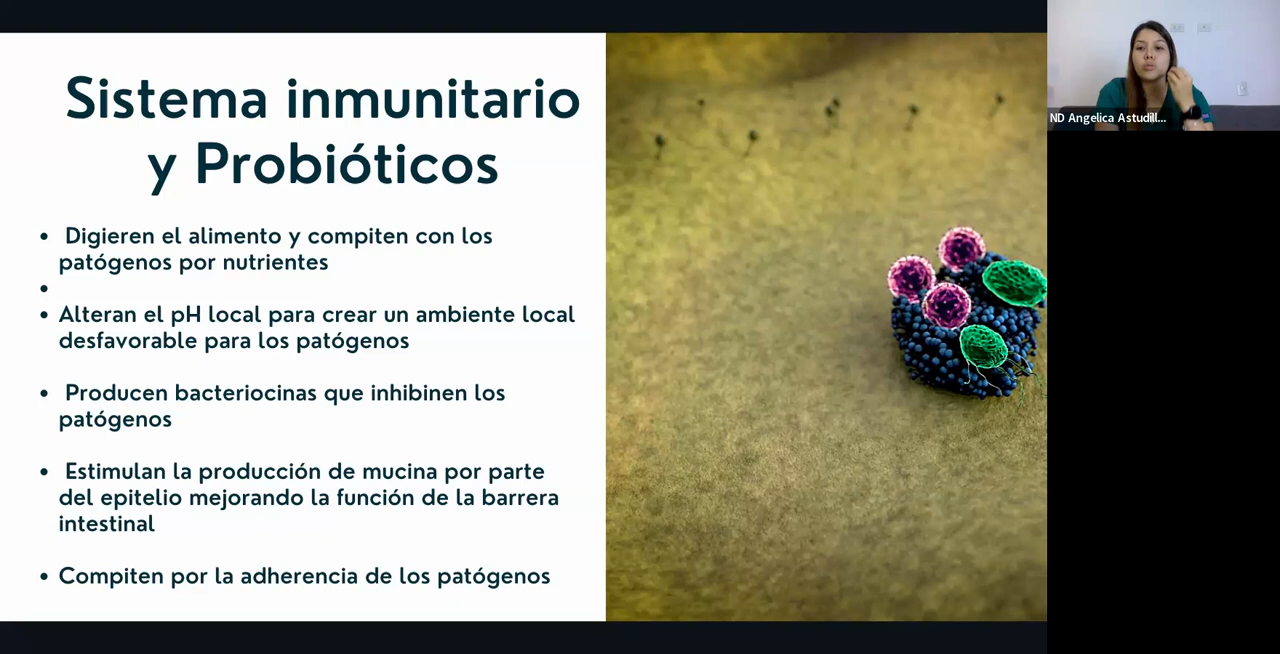 Sistema inmunitario
y Probióticos
• Digieren el alimento y compiten con los
patógenos por nutrientes
•
• Alteran el pH local para crear un ambiente local
desfavorable para los patógenos
• Producen bacteriocinas que inhibinen los
patógenos
• Estimulan la producción de mucina por parte
del epitelio mejorando la función de la barrera
intestinal
• Compiten por la adherencia de los patógenos
ND Angelica Astudill...